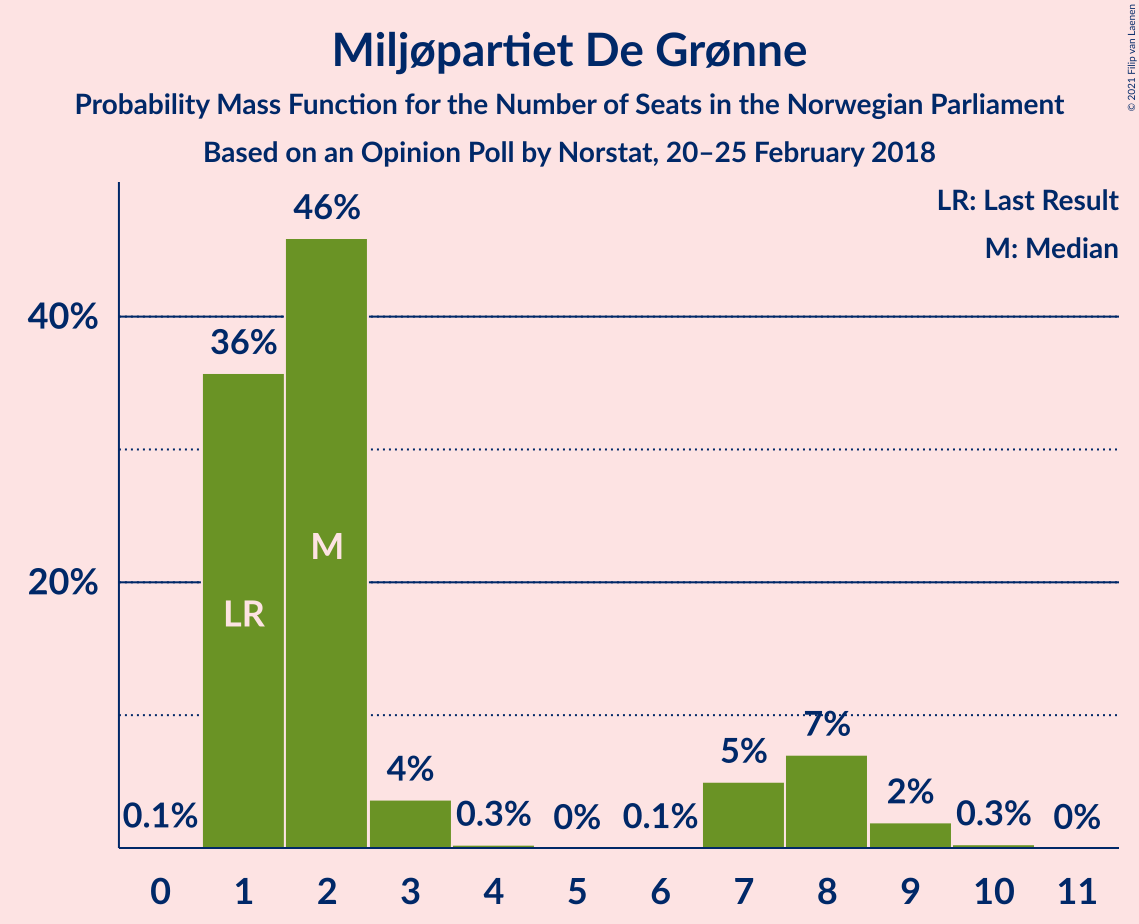 Miljøpartiet De Grønne
Probability Mass Function for the Number of Seats in the Norwegian Parliament
Based on an Opinion Poll by Norstat, 20–25 February 2018
© 2021 Filip van Laenen
LR: Last Result
M: Median
46%
40%
36%
M
20%
LR
7%
5%
4%
2%
0.1%
0.3%
0%
0.1%
0.3%
0%
0 1 2 3 4 5 6 7 8 9 10 11